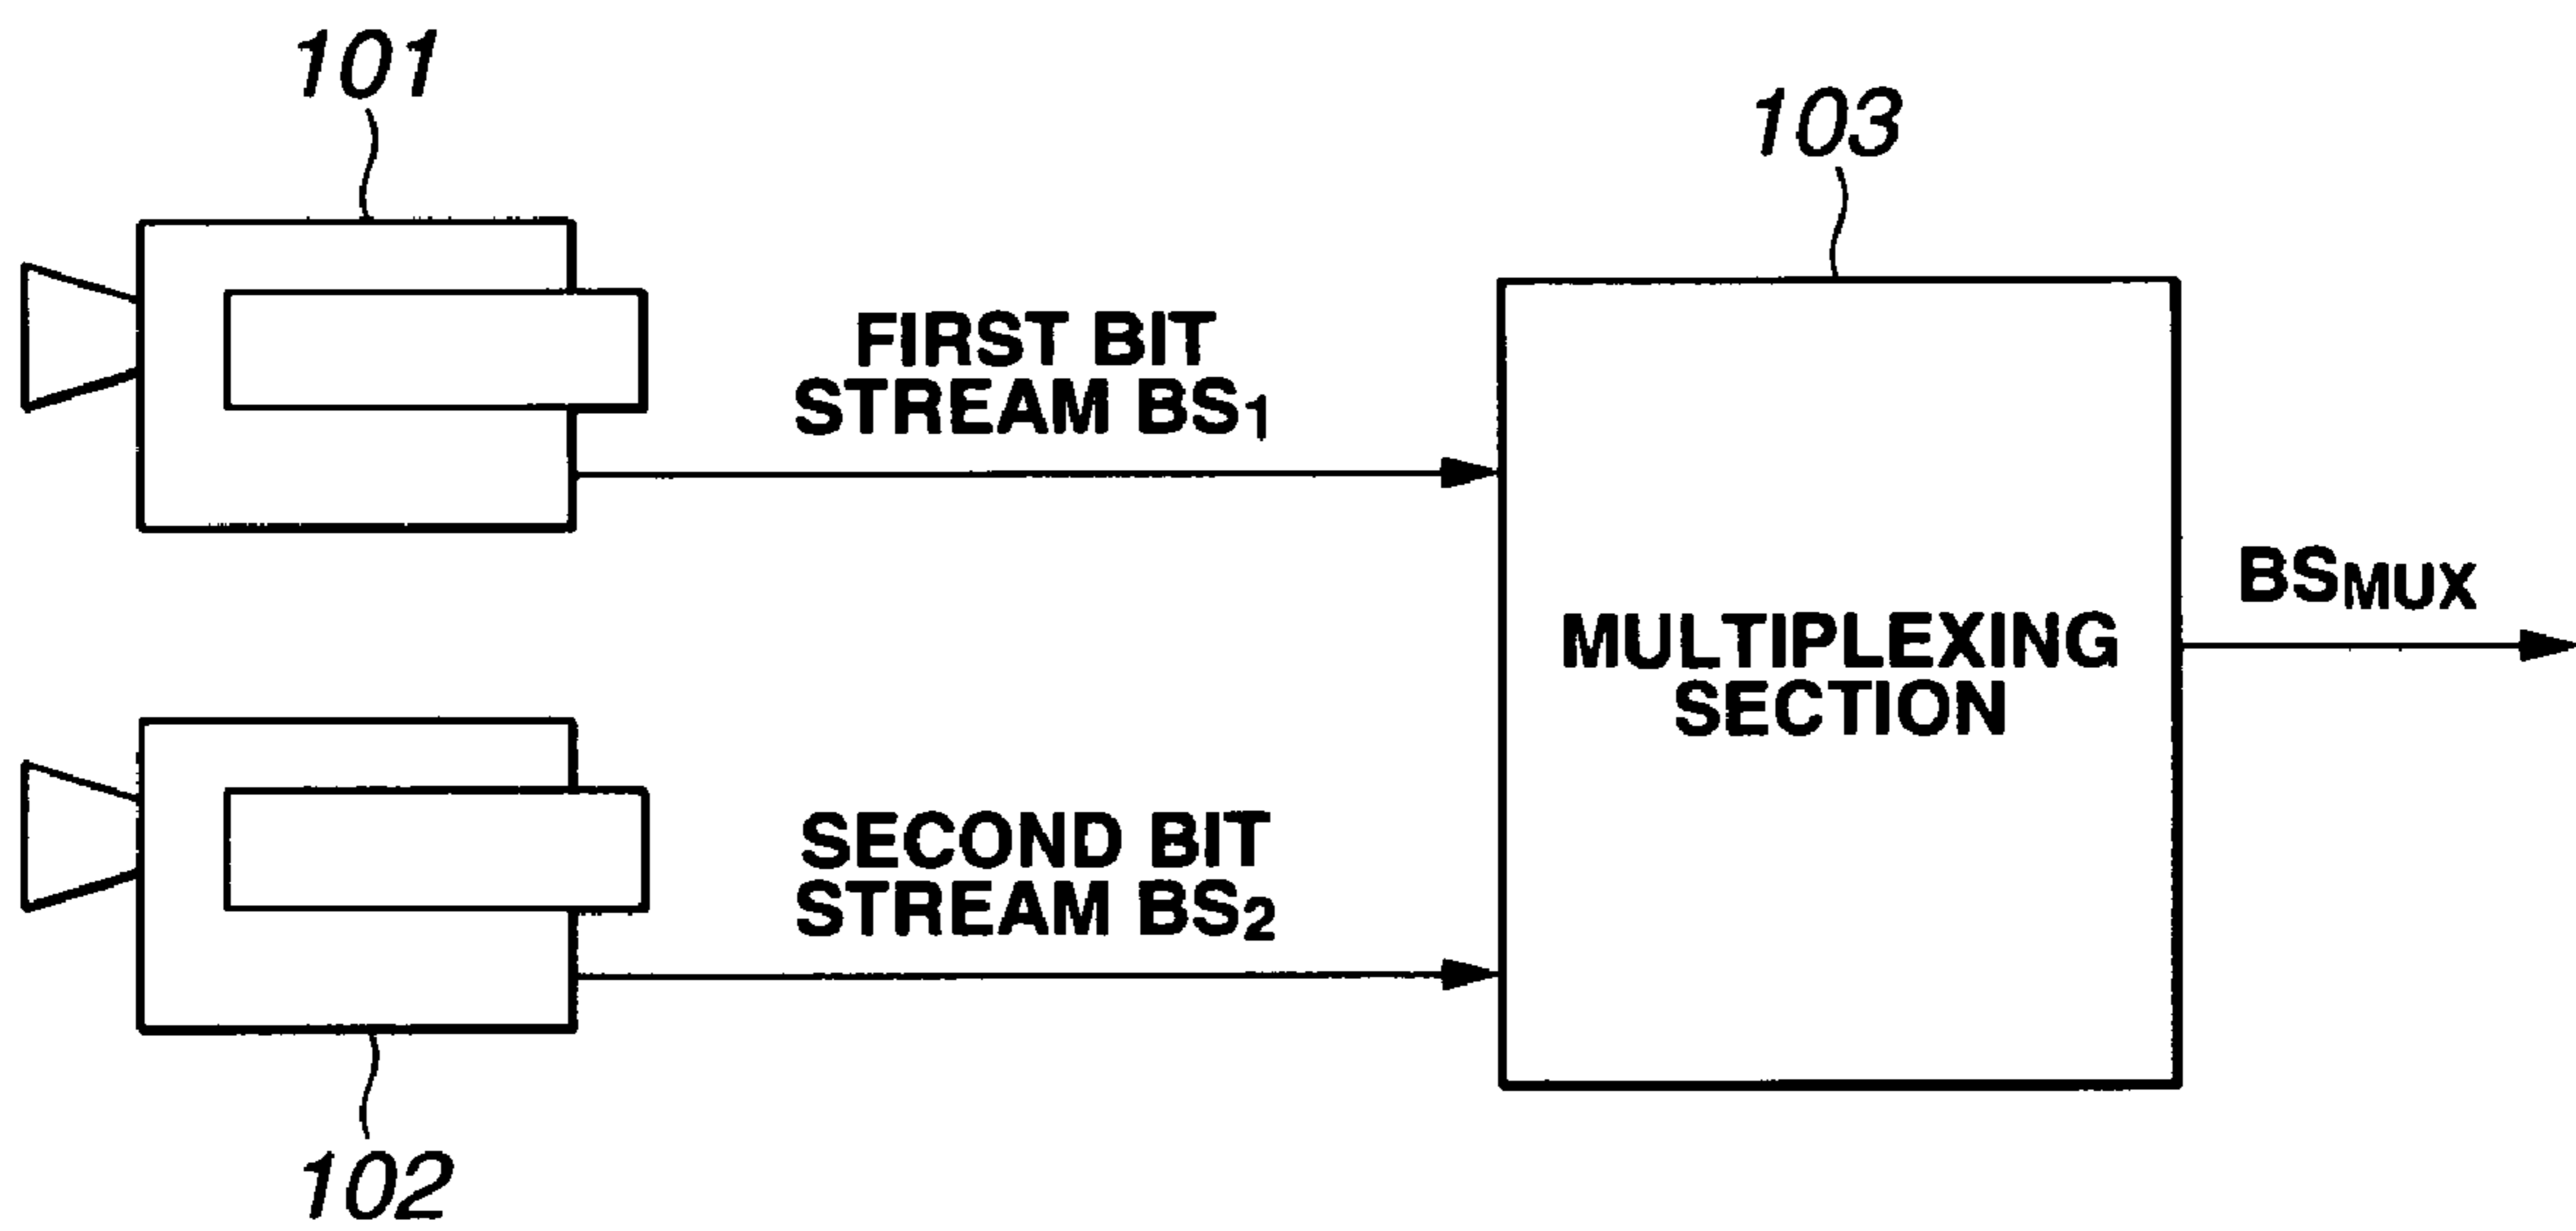 101
103
FIRST BIT
STREAM BS1
BSMUX
MULTIPLEXING
SECTION
SECOND BIT
STREAM BS2
102